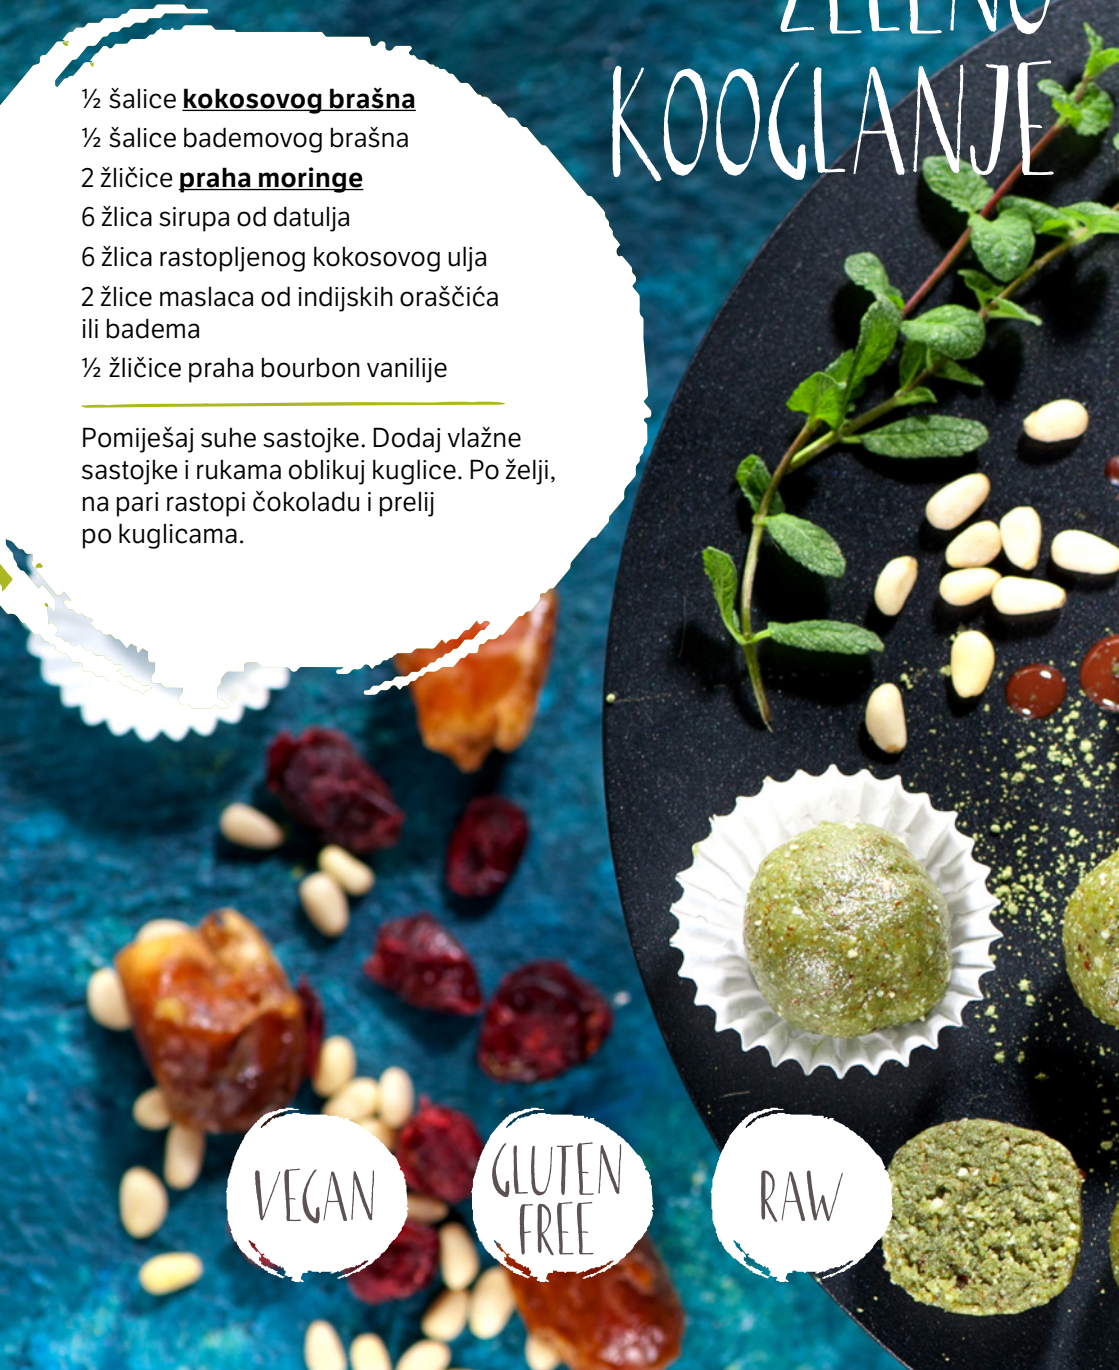 ZELENO
KOOGLANJE
½ šalice kokosovog brašna
½ šalice bademovog brašna
2 žličice praha moringe
6 žlica sirupa od datulja
6 žlica rastopljenog kokosovog ulja
2 žlice maslaca od indijskih oraščića
ili badema
½ žličice praha bourbon vanilije
Pomiješaj suhe sastojke. Dodaj vlažne
sastojke i rukama oblikuj kuglice. Po želji,
na pari rastopi čokoladu i prelij
po kuglicama.
VEGAN
GLUTEN
FREE
RAW